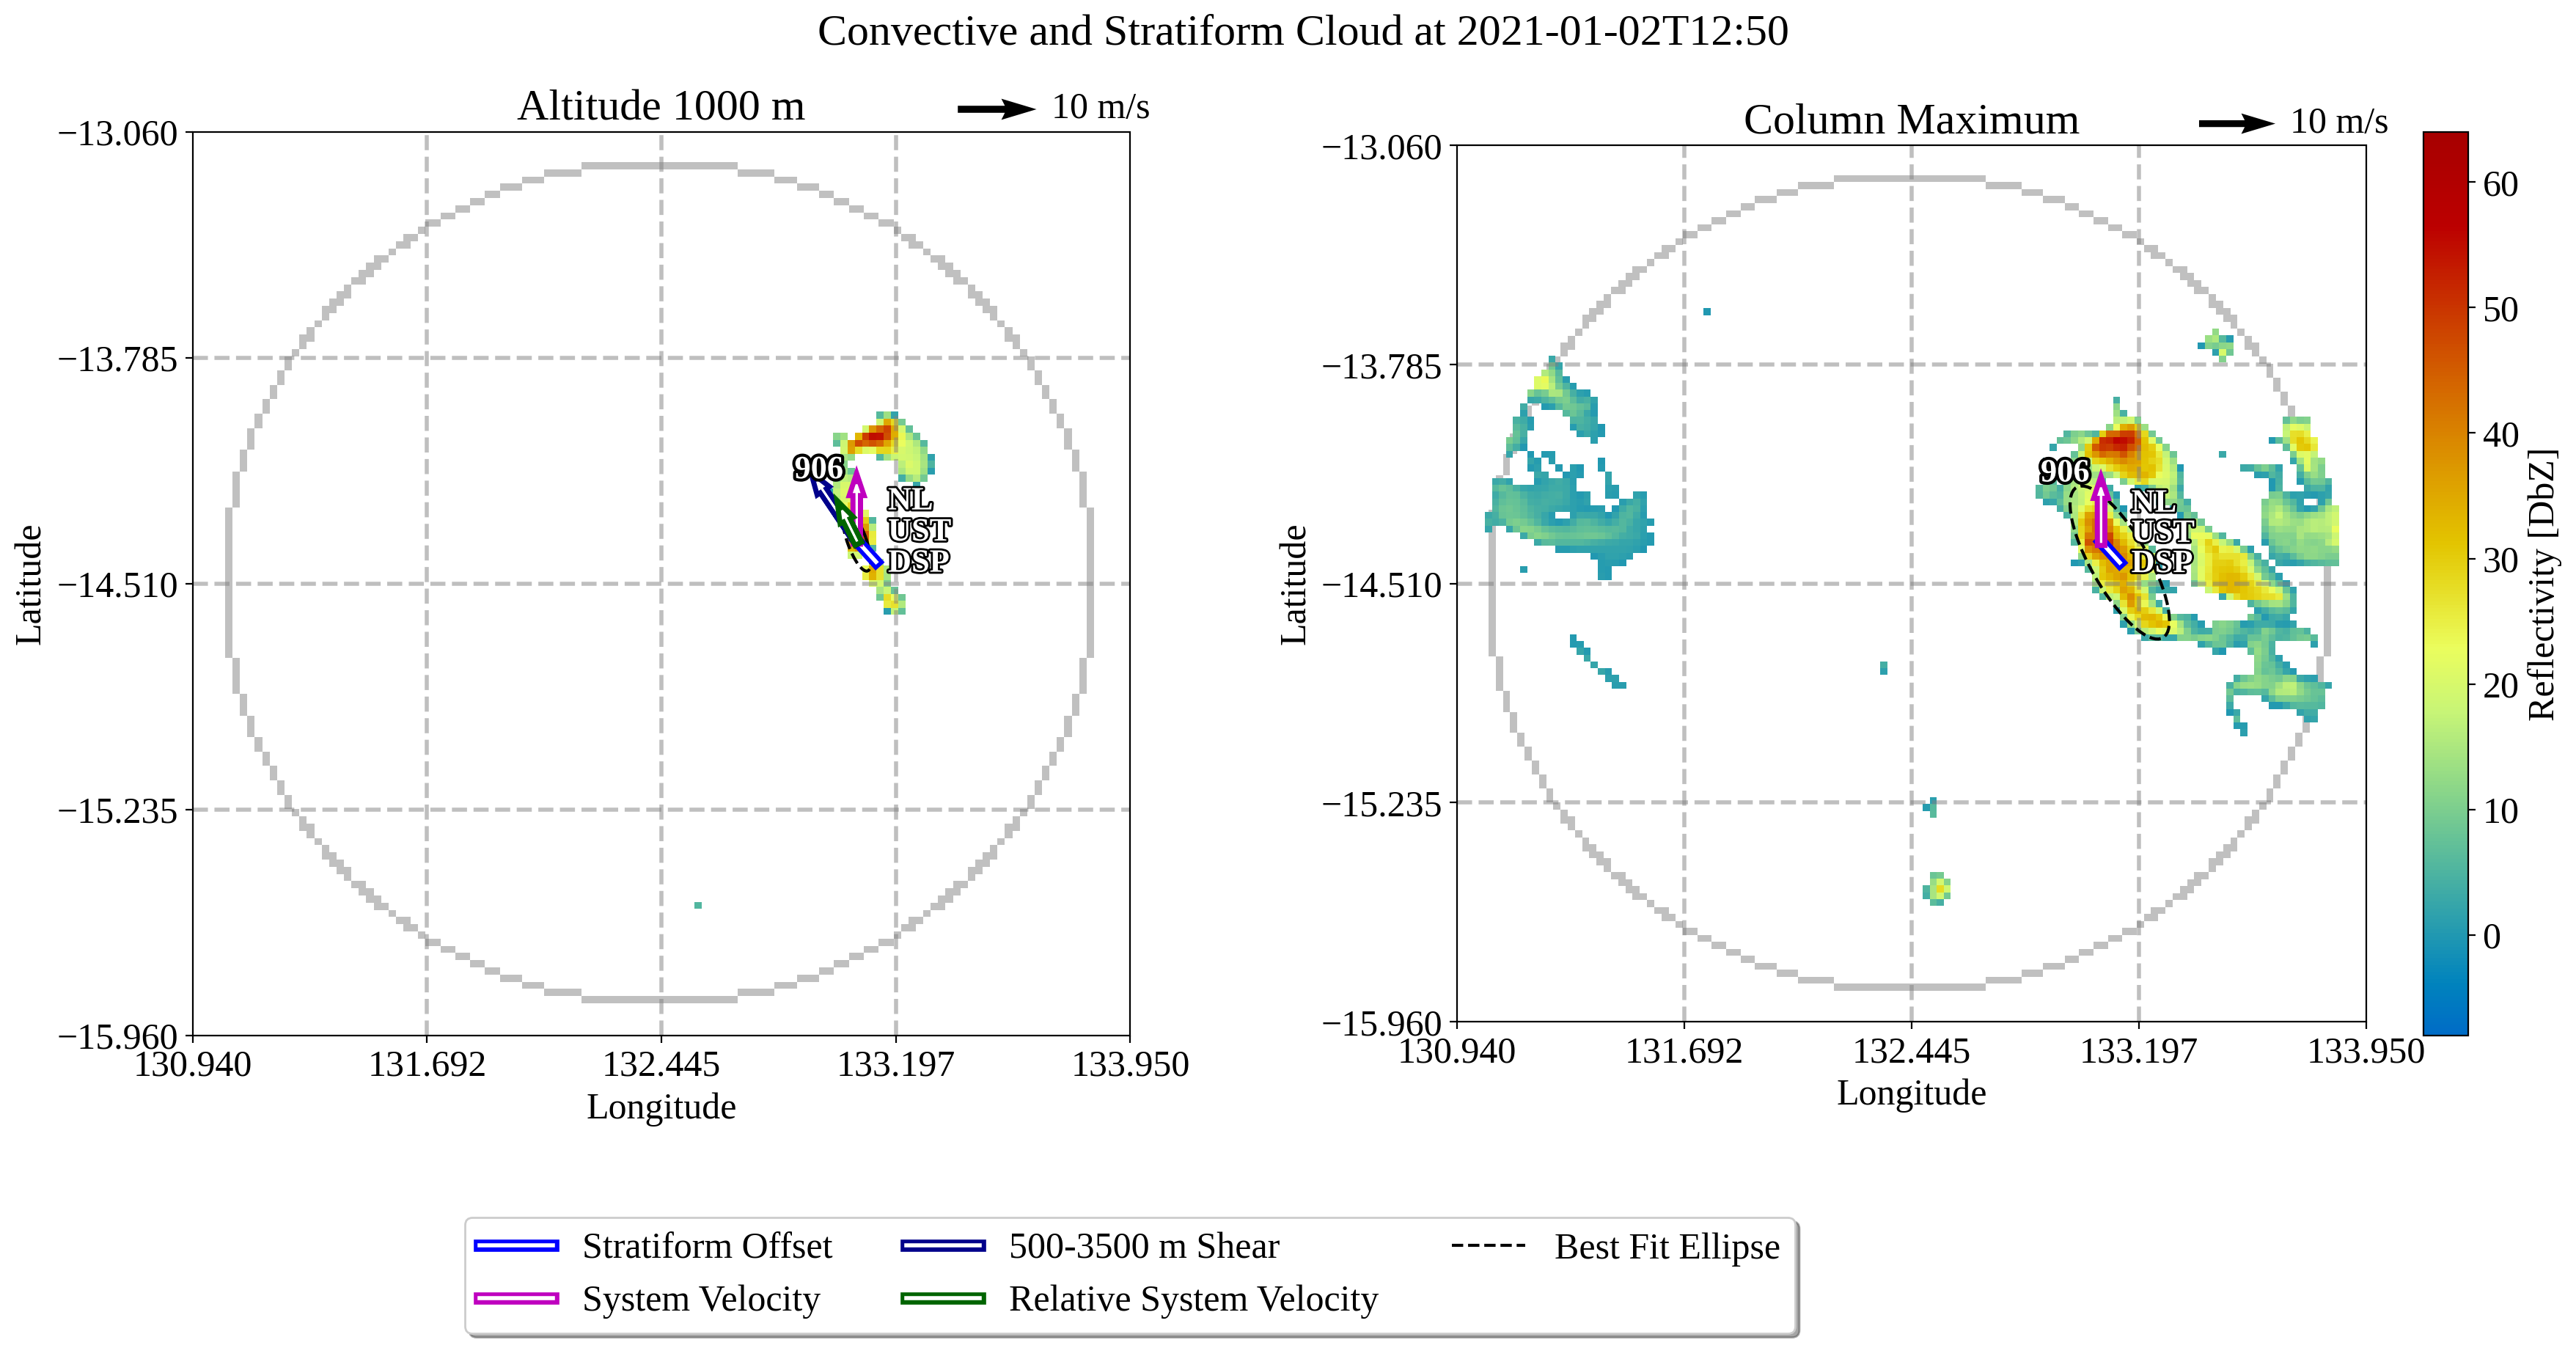 Convective and Stratiform Cloud at 2021-01-02T12:50
Altitude 1000 m
10 m/s
−13.060
−13.785
−14.510
−15.235
−15.960
130.940
131.692
132.445
133.197
133.950
Latitude
Longitude
906
NL
UST
DSP
Column Maximum
10 m/s
−13.060
−13.785
−14.510
−15.235
−15.960
130.940
131.692
132.445
133.197
133.950
Latitude
Longitude
906
NL
UST
DSP
60
50
40
30
20
10
0
Reflectivity [DbZ]
Stratiform Offset
System Velocity
500-3500 m Shear
Relative System Velocity
Best Fit Ellipse